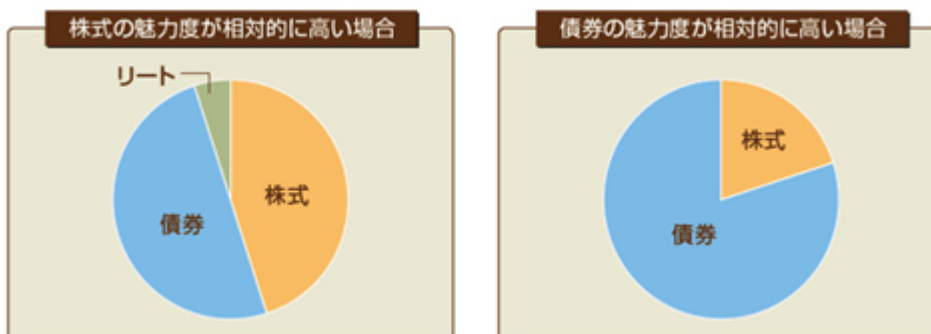 株式の魅力度が相対的に高い場合
リート
株式
債券
債券の魅力度が相対的に高い場合
株式
債券